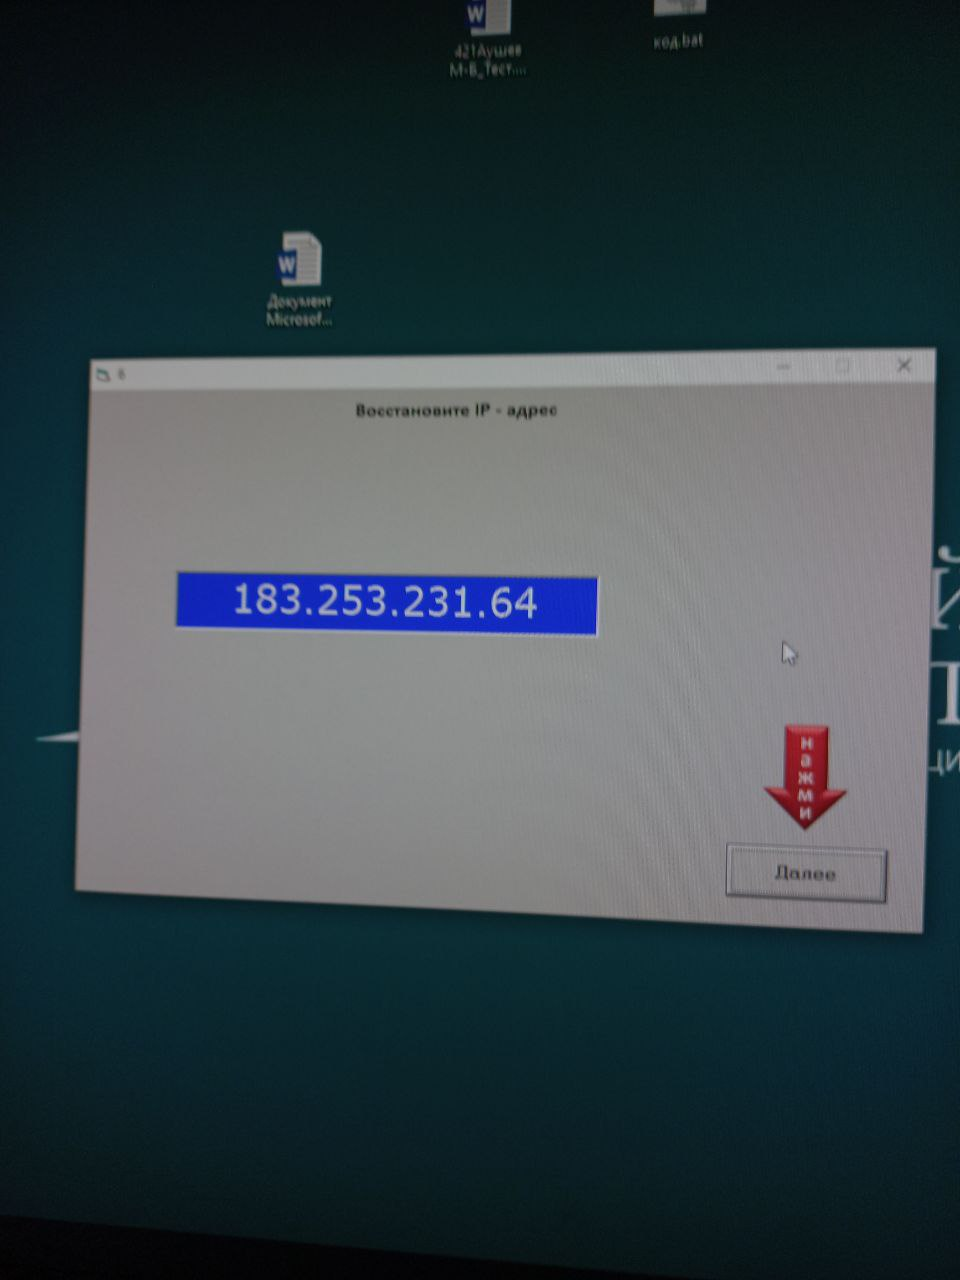 421Аушев
М-Б_Тест....
код.bat
Документ
Microsof...
Восстановите IP - адрес
183.253.231.64
нажми
Далее